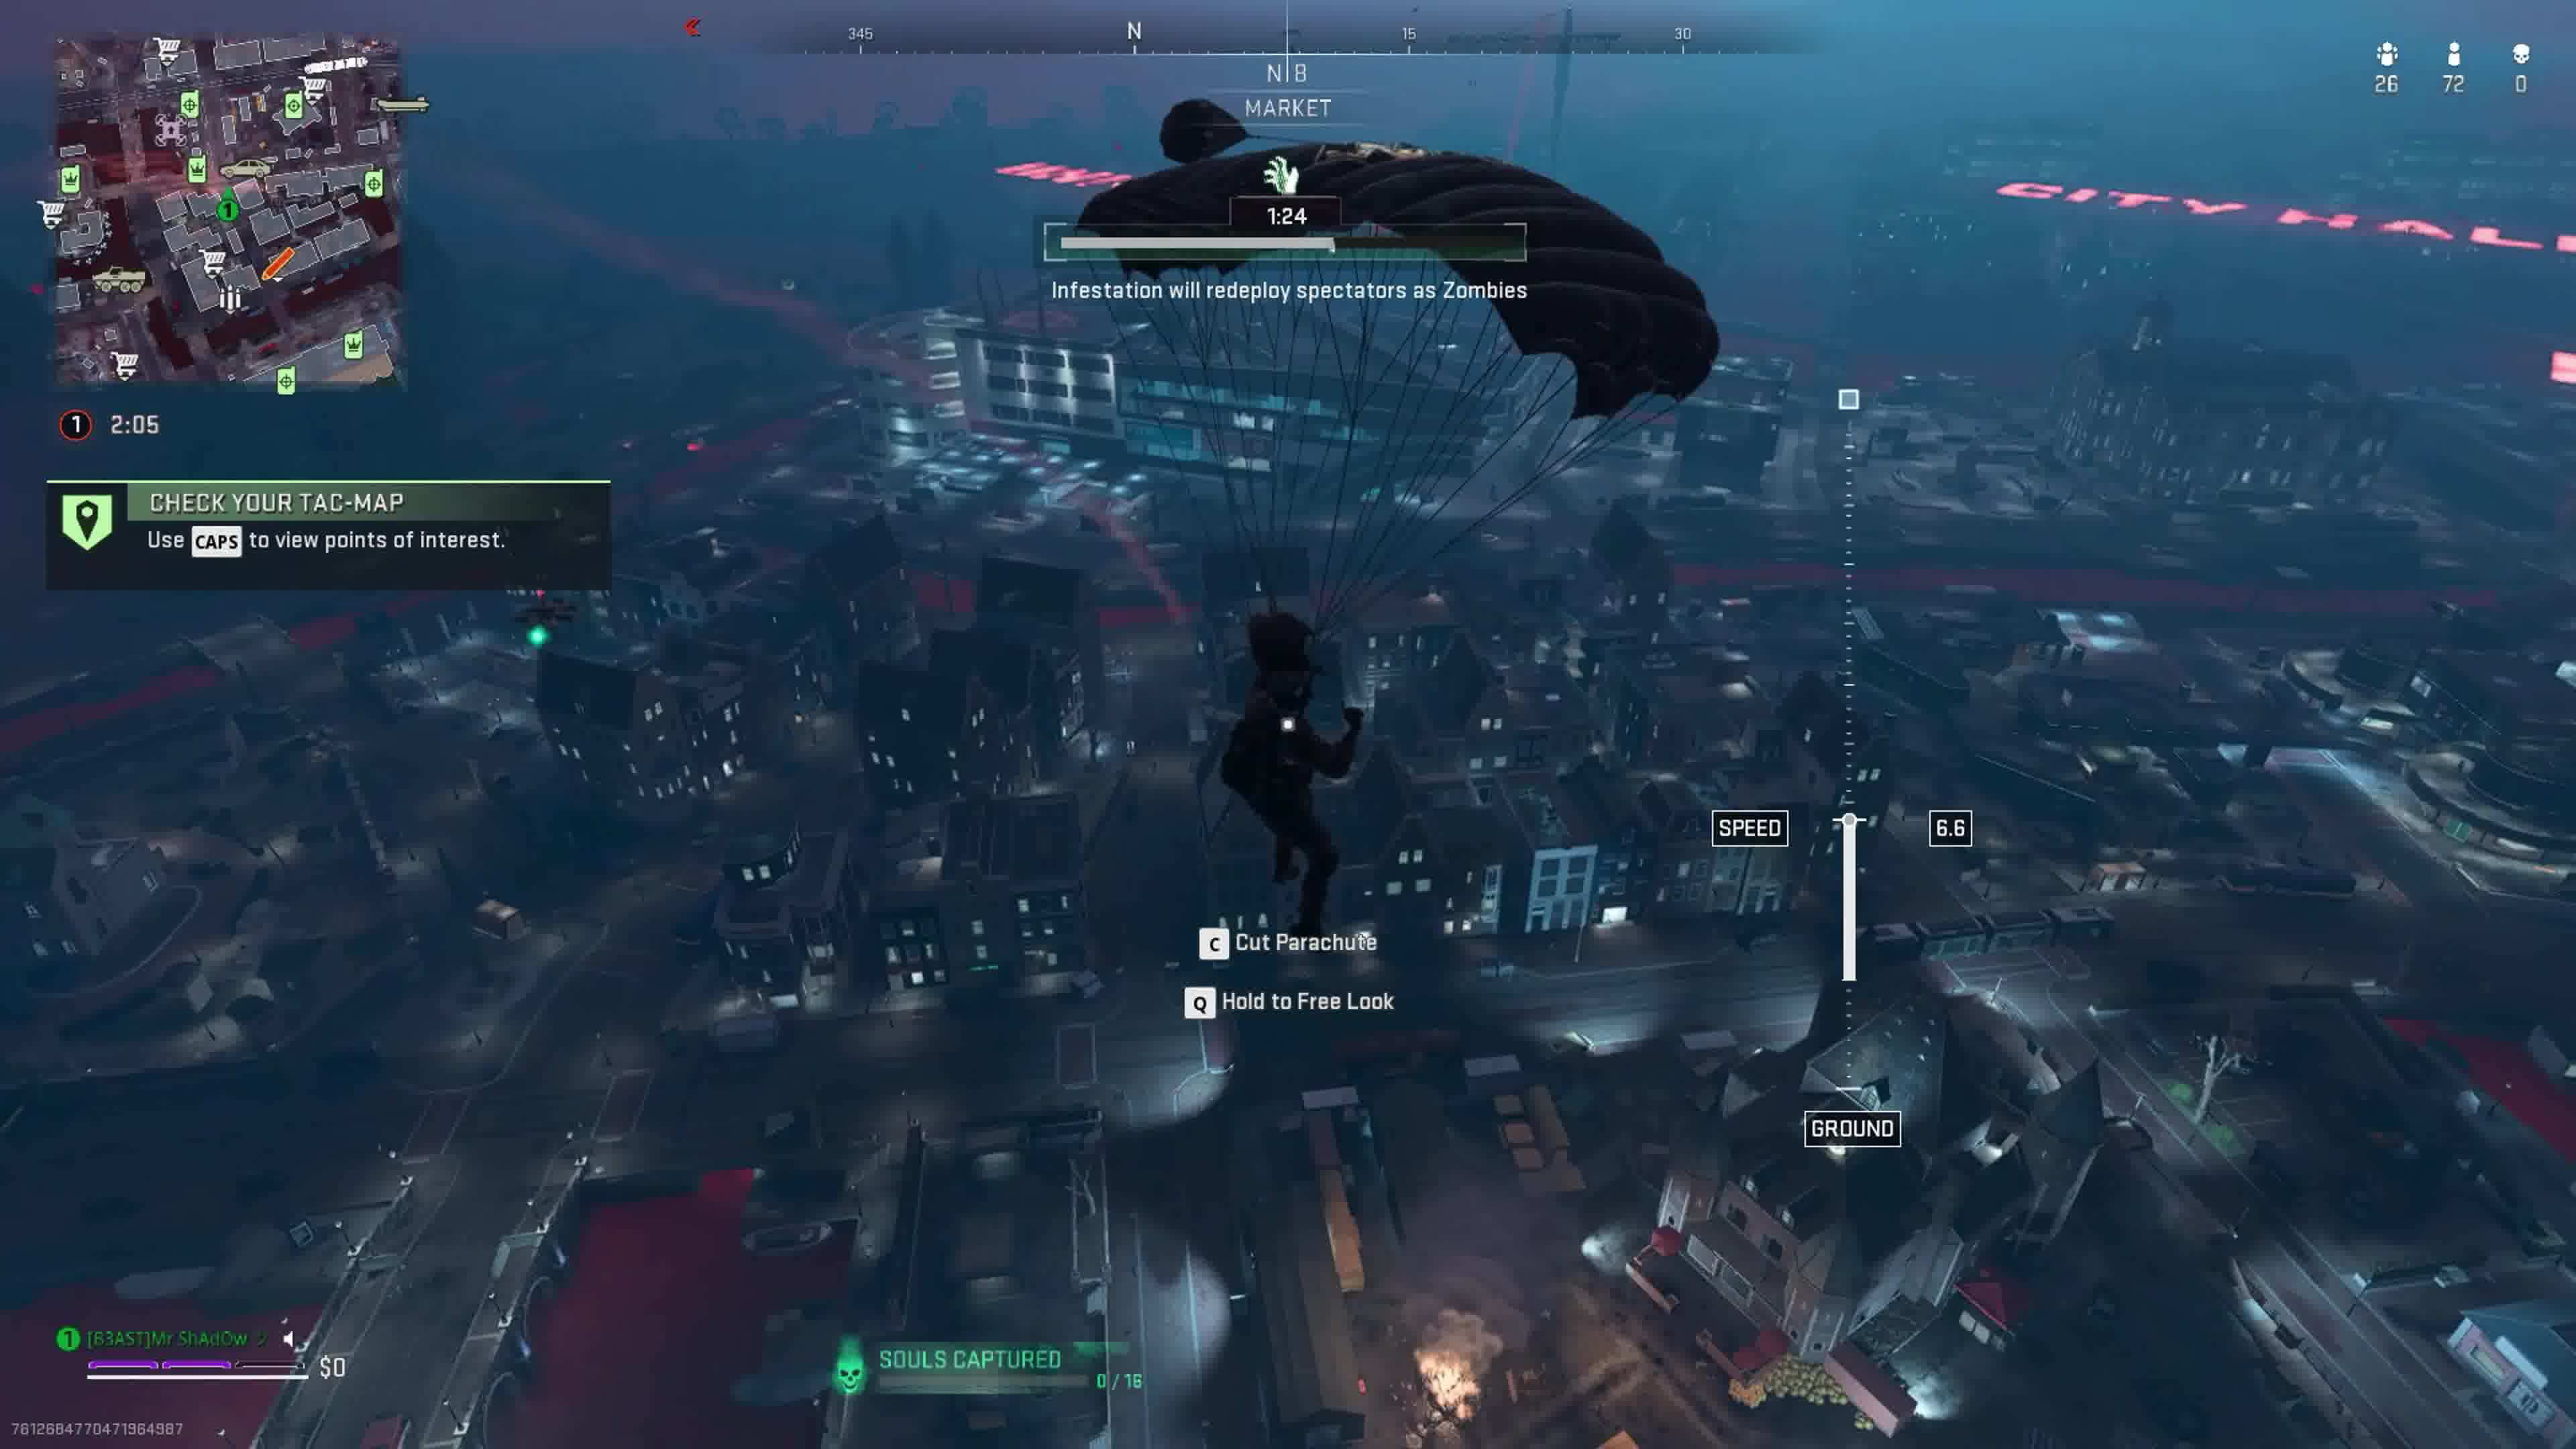 345 N 15 30
N B
MARKET
26 72 0
CITY HALL
1:24
Infestation will redeploy spectators as Zombies
1
1 2:05
CHECK YOUR TAC-MAP
Use CAPS to view points of interest.
SPEED 6.6
C Cut Parachute
Q Hold to Free Look
GROUND
1 [B3AST]Mr ShAdOw
$0
SOULS CAPTURED
0 / 16
7812684770471964987